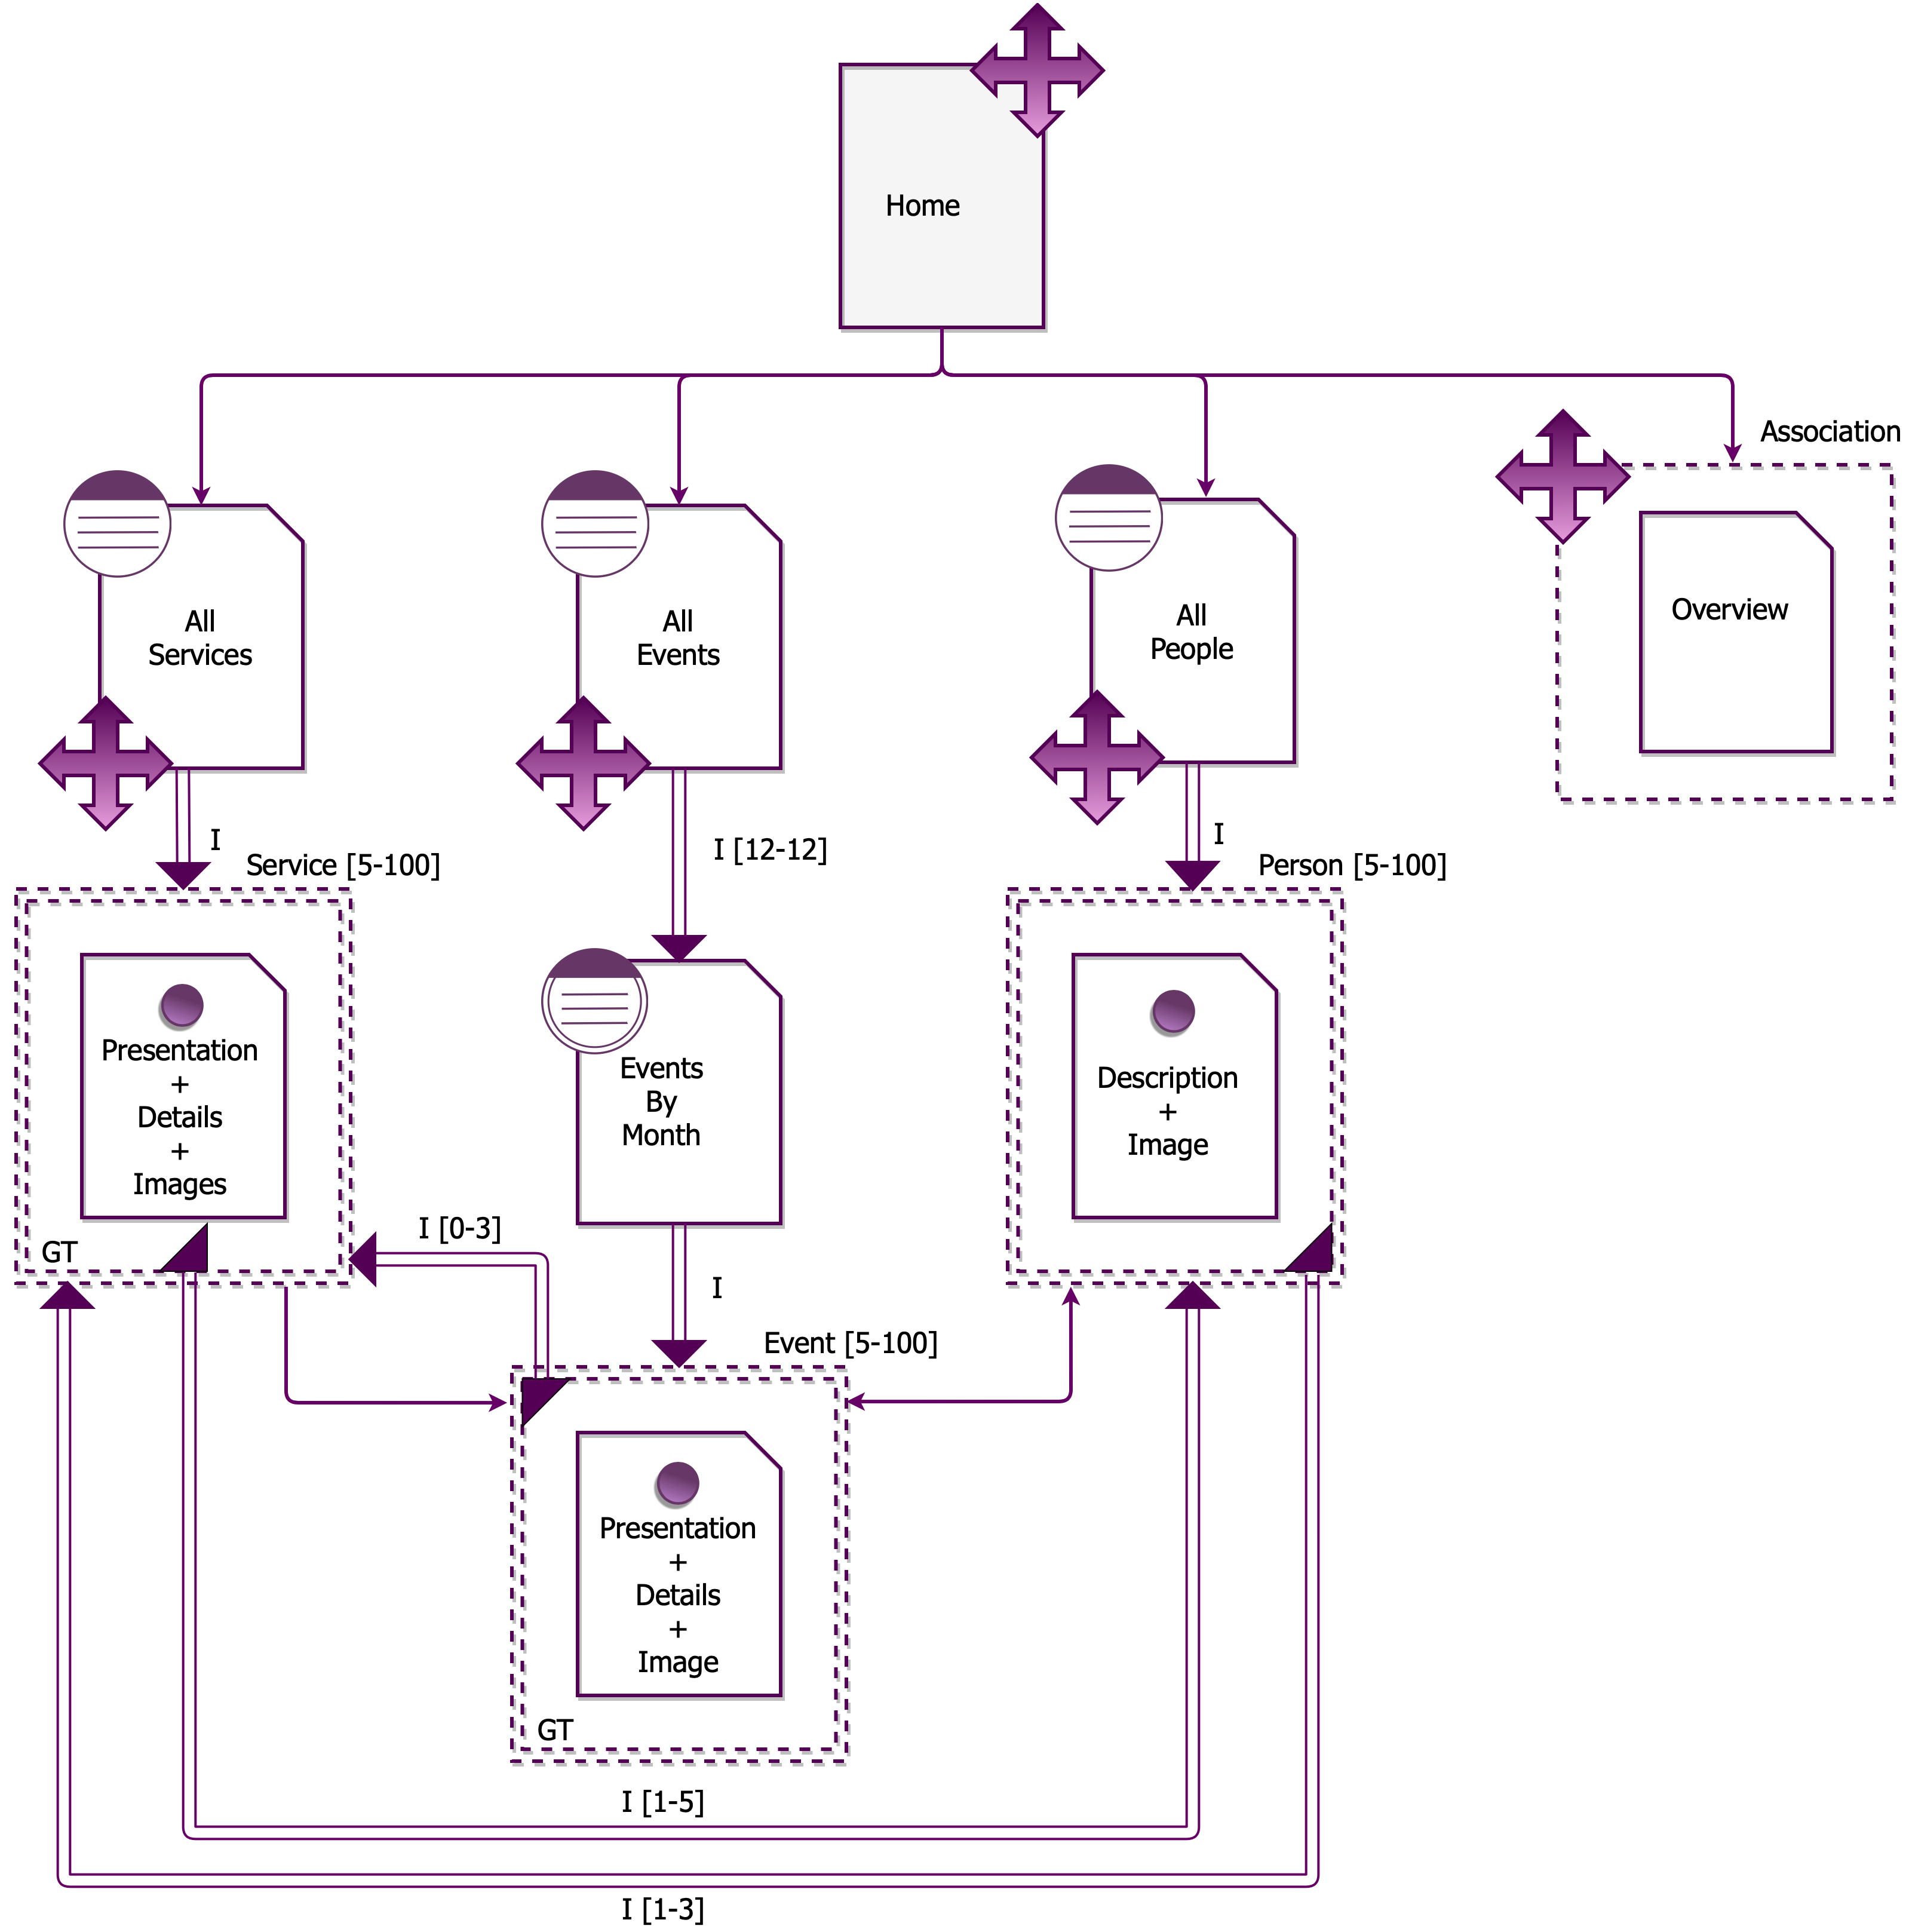 Home
Association
All
Services
All
Events
All
People
Overview
I
I [12-12]
I
Service [5-100]
Person [5-100]
Presentation
+
Details
+
Images
GT
Events
By
Month
Description
+
Image
I [0-3]
I
Event [5-100]
Presentation
+
Details
+
Image
GT
I [1-5]
I [1-3]